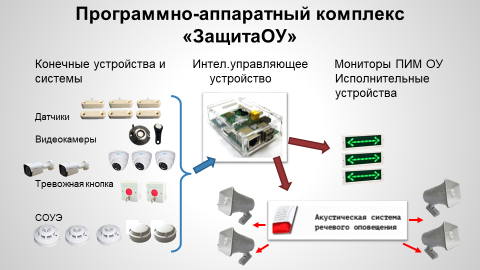 Программно-аппаратный комплекс
«ЗащитаОУ»
Конечные устройства и
системы
Интел.управляющее
устройство
Мониторы ПИМ ОУ
Исполнительные
устройства
Датчики
Видеокамеры
Тревожная кнопка
СОУЭ
Акустическая система
речевого оповещения